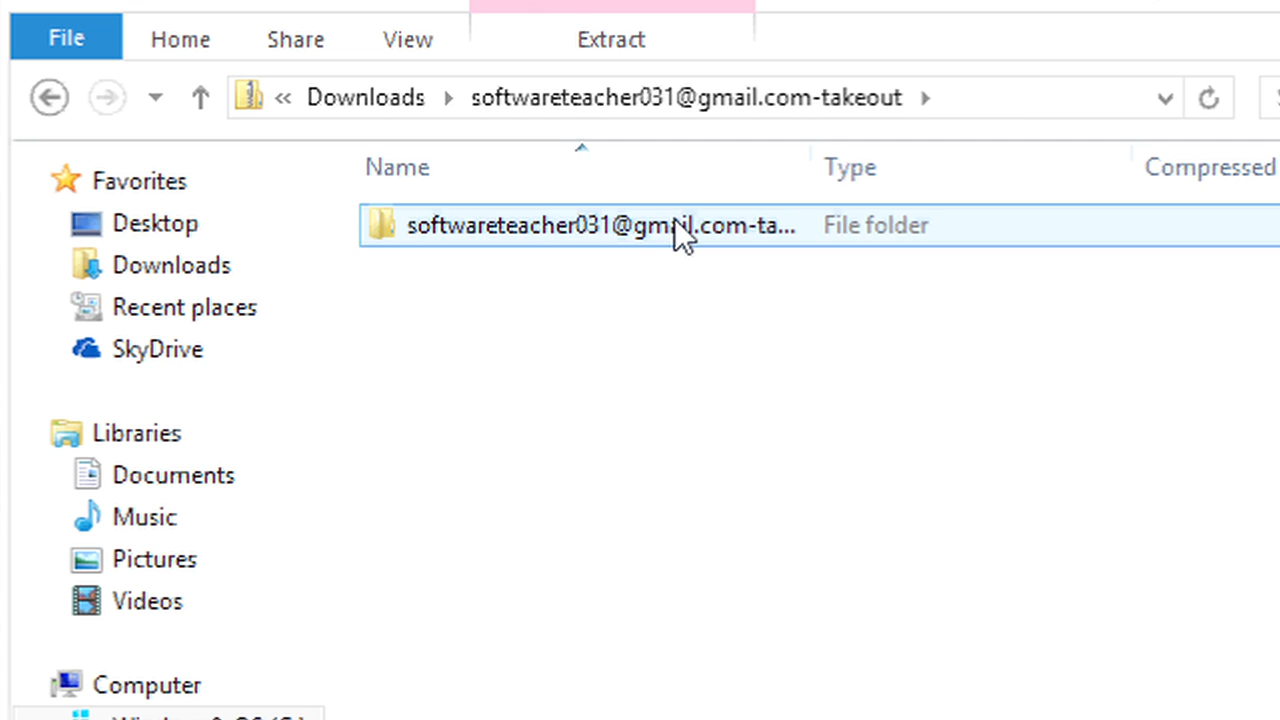 File Home Share View Extract
« Downloads softwareteacher031@gmail.com-takeout
Name Type Compressed
Favorites
softwareteacher031@gmail.com-ta... File folder
Desktop
Downloads
Recent places
SkyDrive
Libraries
Documents
Music
Pictures
Videos
Computer